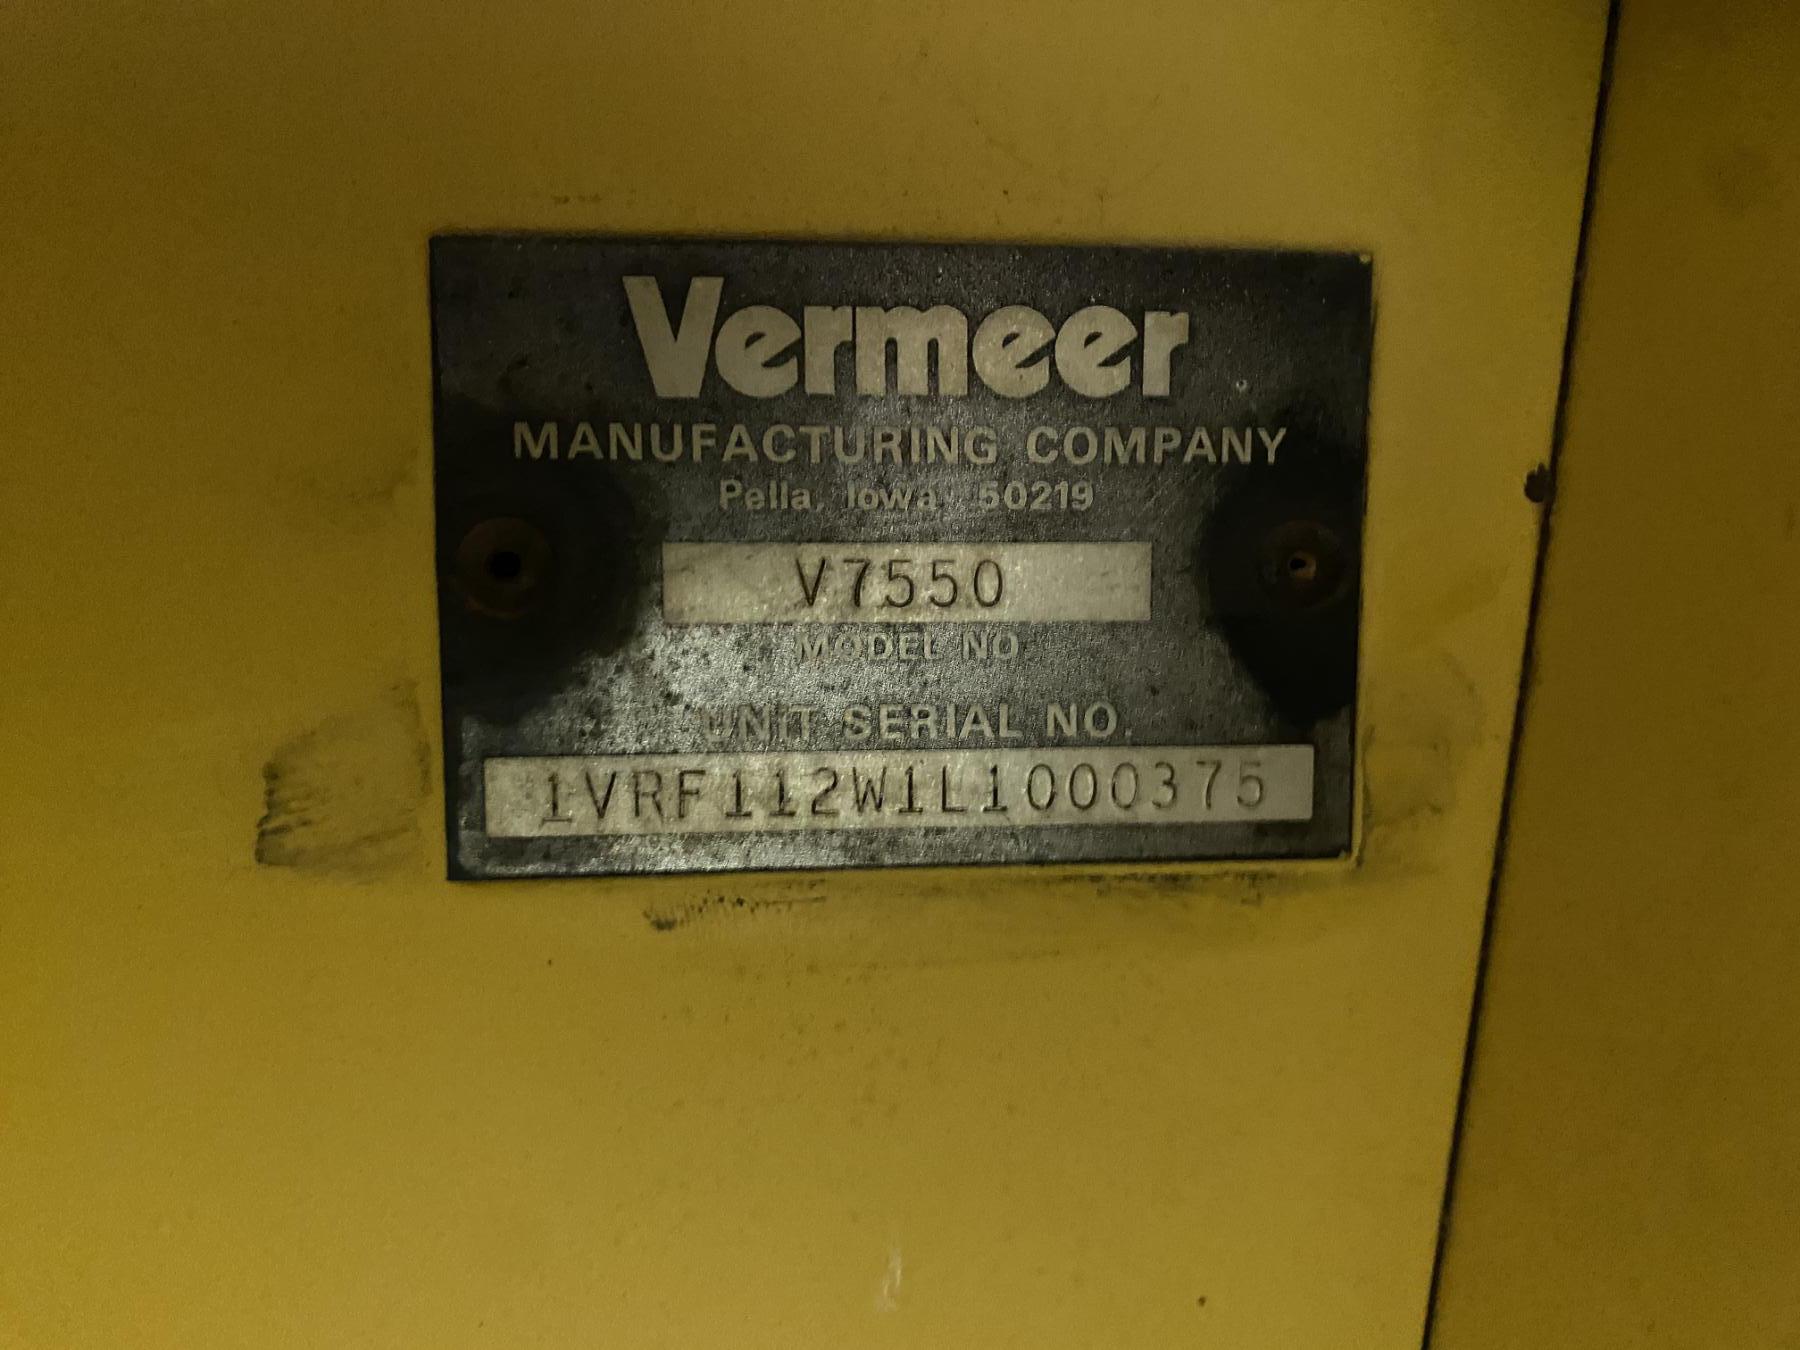 Vermeer
MANUFACTURING COMPANY
Pella, Iowa 50219
V7550
MODEL NO
UNIT SERIAL NO.
1VRF112W1L1000375